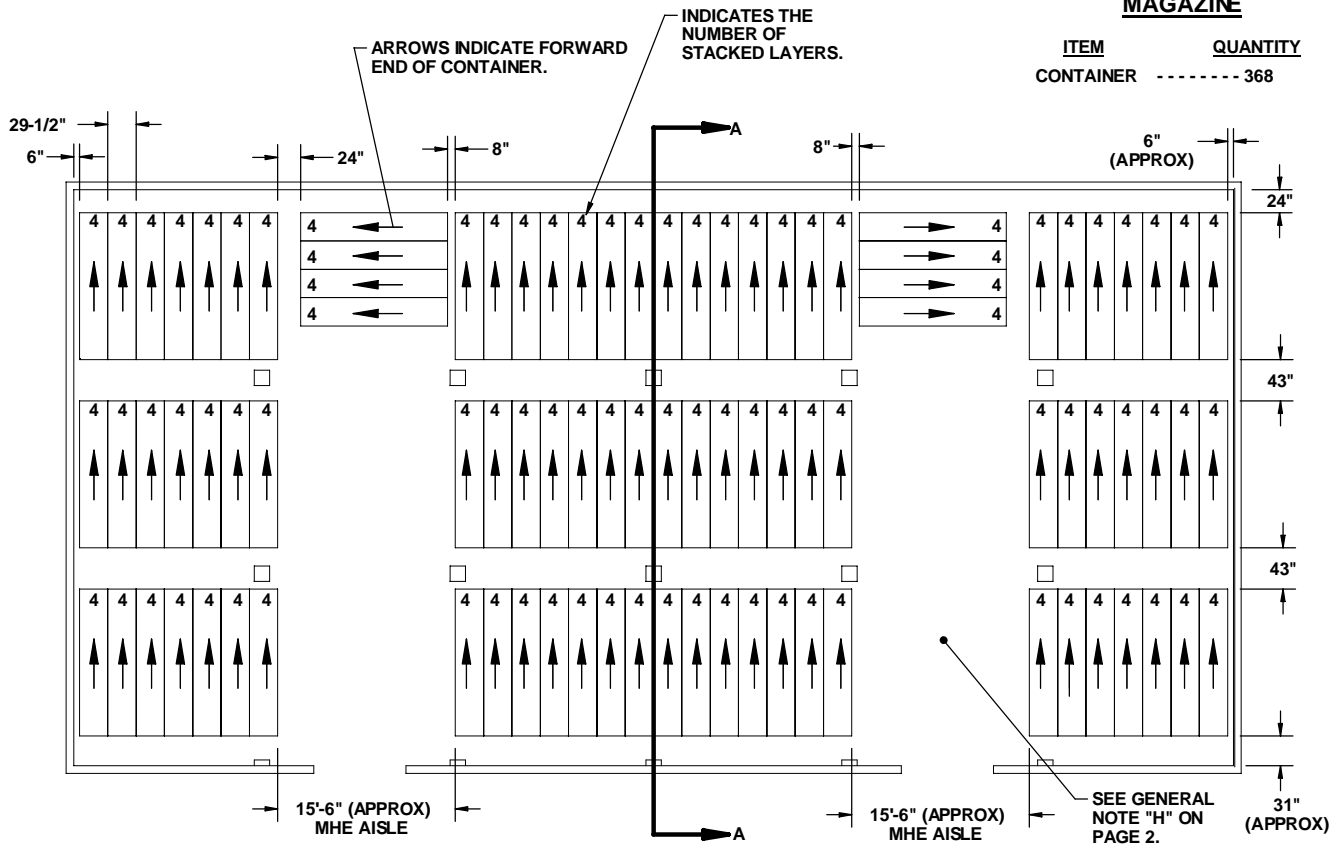 MAGAZINE
ITEM QUANTITY
CONTAINER - - - - - - - - 368
INDICATES THE
NUMBER OF
STACKED LAYERS.
ARROWS INDICATE FORWARD
END OF CONTAINER.
29-1/2"
6"
24"
8"
A
8"
6"
(APPROX)
24"
4 4 4 4 4 4 4
4
4
4
4
4 4 4 4 4 4 4 4 4 4 4 4 4 4
4
4
4
4
4 4 4 4 4 4 4
43"
4 4 4 4 4 4 4
4 4 4 4 4 4 4 4 4 4 4 4 4 4
4 4 4 4 4 4 4
43"
4 4 4 4 4 4 4
4 4 4 4 4 4 4 4 4 4 4 4 4 4
4 4 4 4 4 4 4
15'-6" (APPROX)
MHE AISLE
A
15'-6" (APPROX)
MHE AISLE
SEE GENERAL
NOTE "H" ON
PAGE 2.
31"
(APPROX)